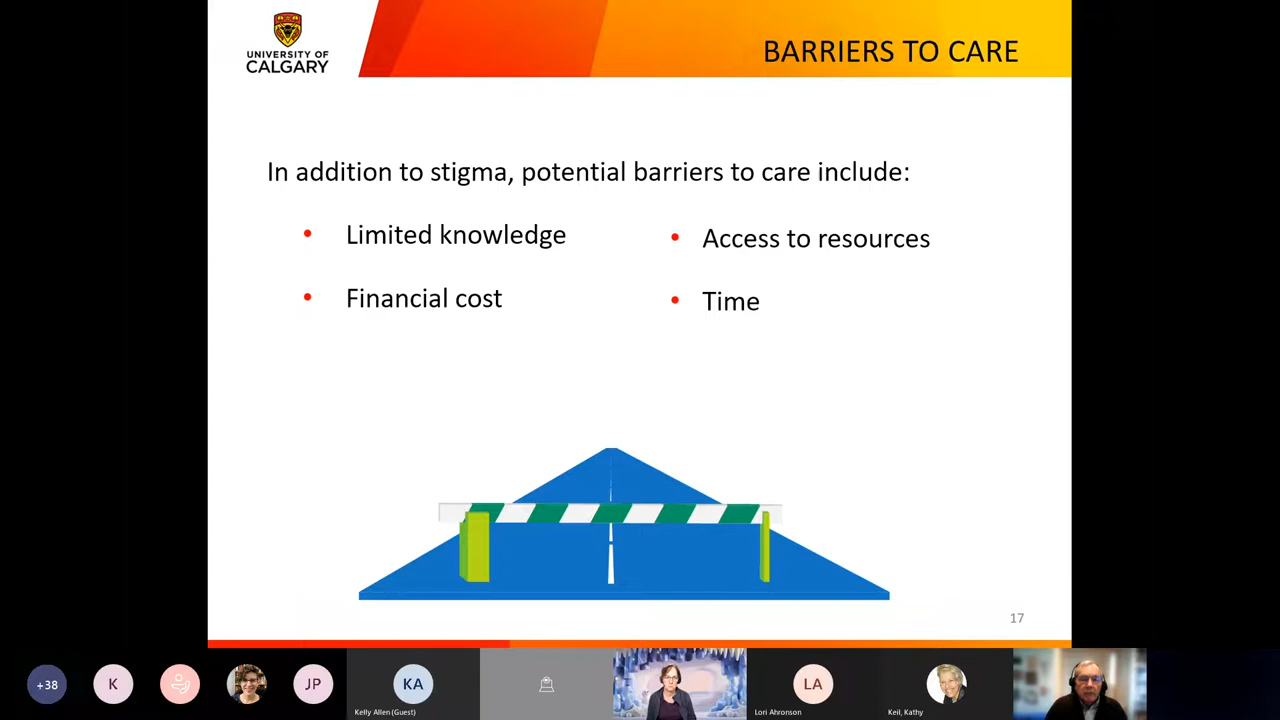 UNIVERSITY OF
CALGARY
BARRIERS TO CARE
In addition to stigma, potential barriers to care include:
• Limited knowledge
• Financial cost
• Access to resources
• Time
17
+38
K
JP
KA
Kelly Allen (Guest)
LA
Lori Ahronson
Keil, Kathy